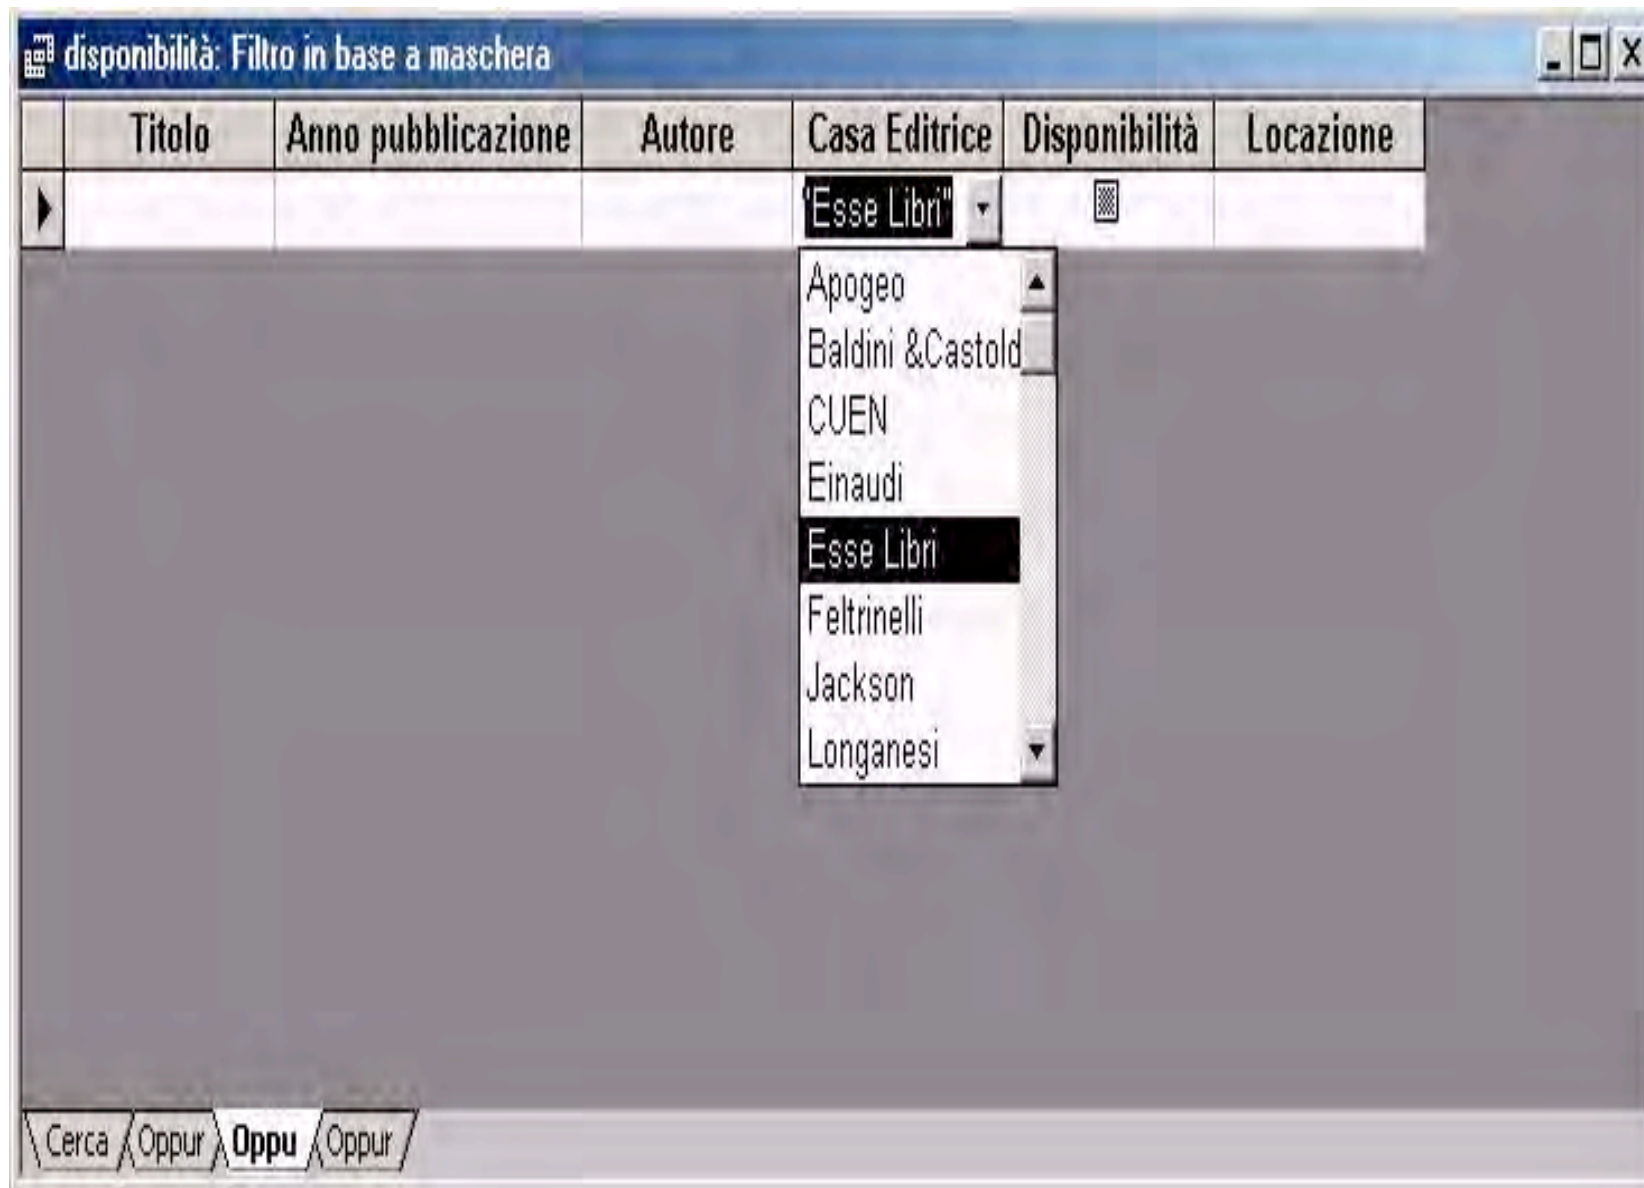 disponibilità: Filtro in base a maschera
Titolo Anno pubblicazione Autore Casa Editrice Disponibilità Locazione
"Esse Libri"
Apogeo
Baldini &Castold
CUEN
Einaudi
Esse Libri
Feltrinelli
Jackson
Longanesi
Cerca Oppur Oppu Oppur